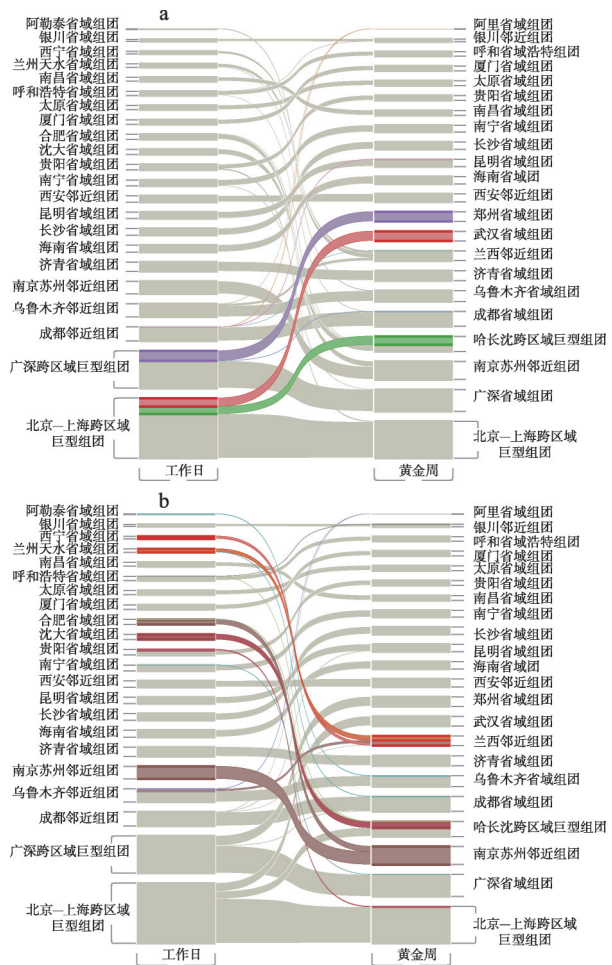 a
阿勒泰省域组团
银川省域组团
西宁省域组团
兰州天水省域组团
南昌省域组团
呼和浩特省域组团
太原省域组团
厦门省域组团
合肥省域组团
沈大省域组团
贵阳省域组团
南宁省域组团
西安邻近组团
昆明省域组团
长沙省域组团
海南省域组团
济青省域组团
南京苏州邻近组团
乌鲁木齐邻近组团
成都邻近组团
广深跨区域巨型组团
北京—上海跨区域
巨型组团
工作日
阿里省域组团
银川邻近组团
呼和省域浩特组团
厦门省域组团
太原省域组团
贵阳省域组团
南昌省域组团
南宁省域组团
长沙省域组团
昆明省域组团
海南省域团
西安邻近组团
郑州省域组团
武汉省域组团
兰西邻近组团
济青省域组团
乌鲁木齐省域组团
成都省域组团
哈长沈跨区域巨型组团
南京苏州邻近组团
广深省域组团
北京—上海跨区域
巨型组团
黄金周
b
阿勒泰省域组团
银川省域组团
西宁省域组团
兰州天水省域组团
南昌省域组团
呼和浩特省域组团
太原省域组团
厦门省域组团
合肥省域组团
沈大省域组团
贵阳省域组团
南宁省域组团
西安邻近组团
昆明省域组团
长沙省域组团
海南省域组团
济青省域组团
南京苏州邻近组团
乌鲁木齐邻近组团
成都邻近组团
广深跨区域巨型组团
北京—上海跨区域
巨型组团
工作日
阿里省域组团
银川邻近组团
呼和省域浩特组团
厦门省域组团
太原省域组团
贵阳省域组团
南昌省域组团
南宁省域组团
长沙省域组团
昆明省域组团
海南省域团
西安邻近组团
郑州省域组团
武汉省域组团
兰西邻近组团
济青省域组团
乌鲁木齐省域组团
成都省域组团
哈长沈跨区域巨型组团
南京苏州邻近组团
广深省域组团
北京—上海跨区域
巨型组团
黄金周